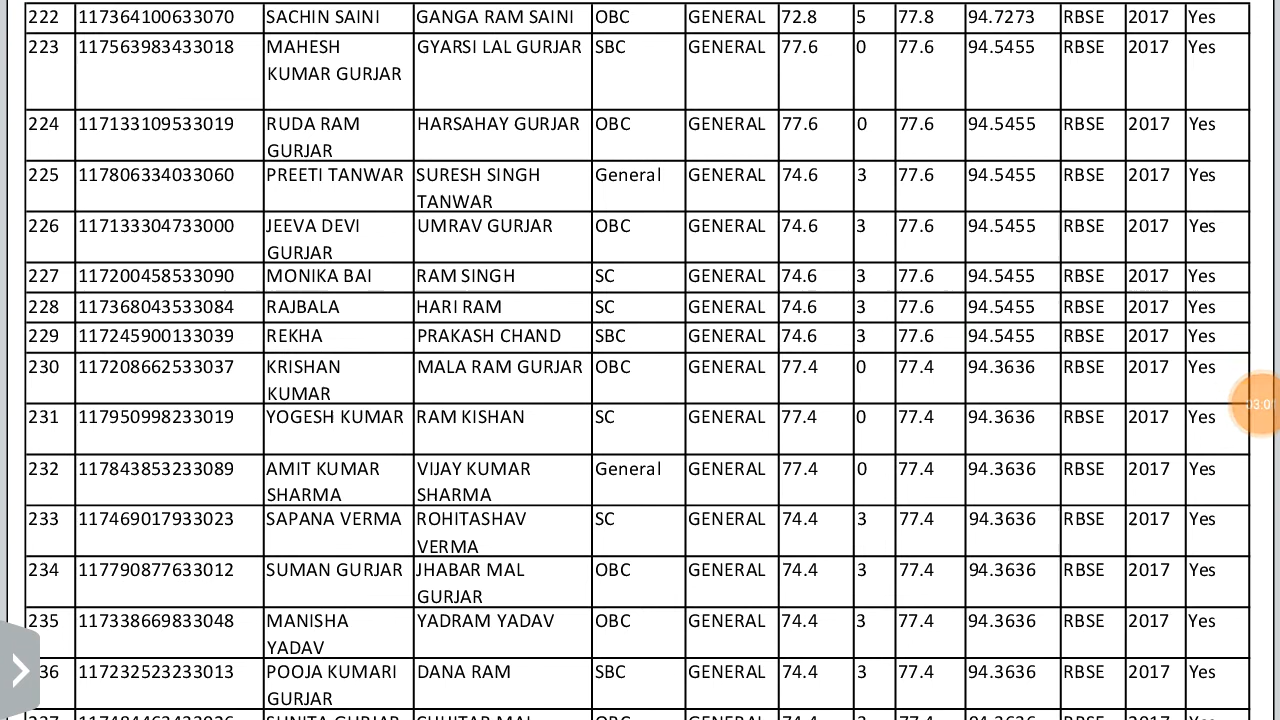 222 117364100633070 SACHIN SAINI GANGA RAM SAINI OBC GENERAL 72.8 5 77.8 94.7273 RBSE 2017 Yes
223 117563983433018 MAHESH GYARSI LAL GURJAR SBC GENERAL 77.6 0 77.6 94.5455 RBSE 2017 Yes
KUMAR GURJAR
224 117133109533019 RUDA RAM HARSAHAY GURJAR OBC GENERAL 77.6 0 77.6 94.5455 RBSE 2017 Yes
GURJAR
225 117806334033060 PREETI TANWAR SURESH SINGH General GENERAL 74.6 3 77.6 94.5455 RBSE 2017 Yes
TANWAR
226 117133304733000 JEEVA DEVI UMRAV GURJAR OBC GENERAL 74.6 3 77.6 94.5455 RBSE 2017 Yes
GURJAR
227 117200458533090 MONIKA BAI RAM SINGH SC GENERAL 74.6 3 77.6 94.5455 RBSE 2017 Yes
228 117368043533084 RAJBALA HARI RAM SC GENERAL 74.6 3 77.6 94.5455 RBSE 2017 Yes
229 117245900133039 REKHA PRAKASH CHAND SBC GENERAL 74.6 3 77.6 94.5455 RBSE 2017 Yes
230 117208662533037 KRISHAN MALA RAM GURJAR OBC GENERAL 77.4 0 77.4 94.3636 RBSE 2017 Yes
KUMAR
231 117950998233019 YOGESH KUMAR RAM KISHAN SC GENERAL 77.4 0 77.4 94.3636 RBSE 2017 Yes
03:01
232 117843853233089 AMIT KUMAR VIJAY KUMAR General GENERAL 77.4 0 77.4 94.3636 RBSE 2017 Yes
SHARMA SHARMA
233 117469017933023 SAPANA VERMA ROHITASHAV SC GENERAL 74.4 3 77.4 94.3636 RBSE 2017 Yes
VERMA
234 117790877633012 SUMAN GURJAR JHABAR MAL OBC GENERAL 74.4 3 77.4 94.3636 RBSE 2017 Yes
GURJAR
235 117338669833048 MANISHA YADRAM YADAV OBC GENERAL 74.4 3 77.4 94.3636 RBSE 2017 Yes
YADAV
36 117232523233013 POOJA KUMARI DANA RAM SBC GENERAL 74.4 3 77.4 94.3636 RBSE 2017 Yes
GURJAR